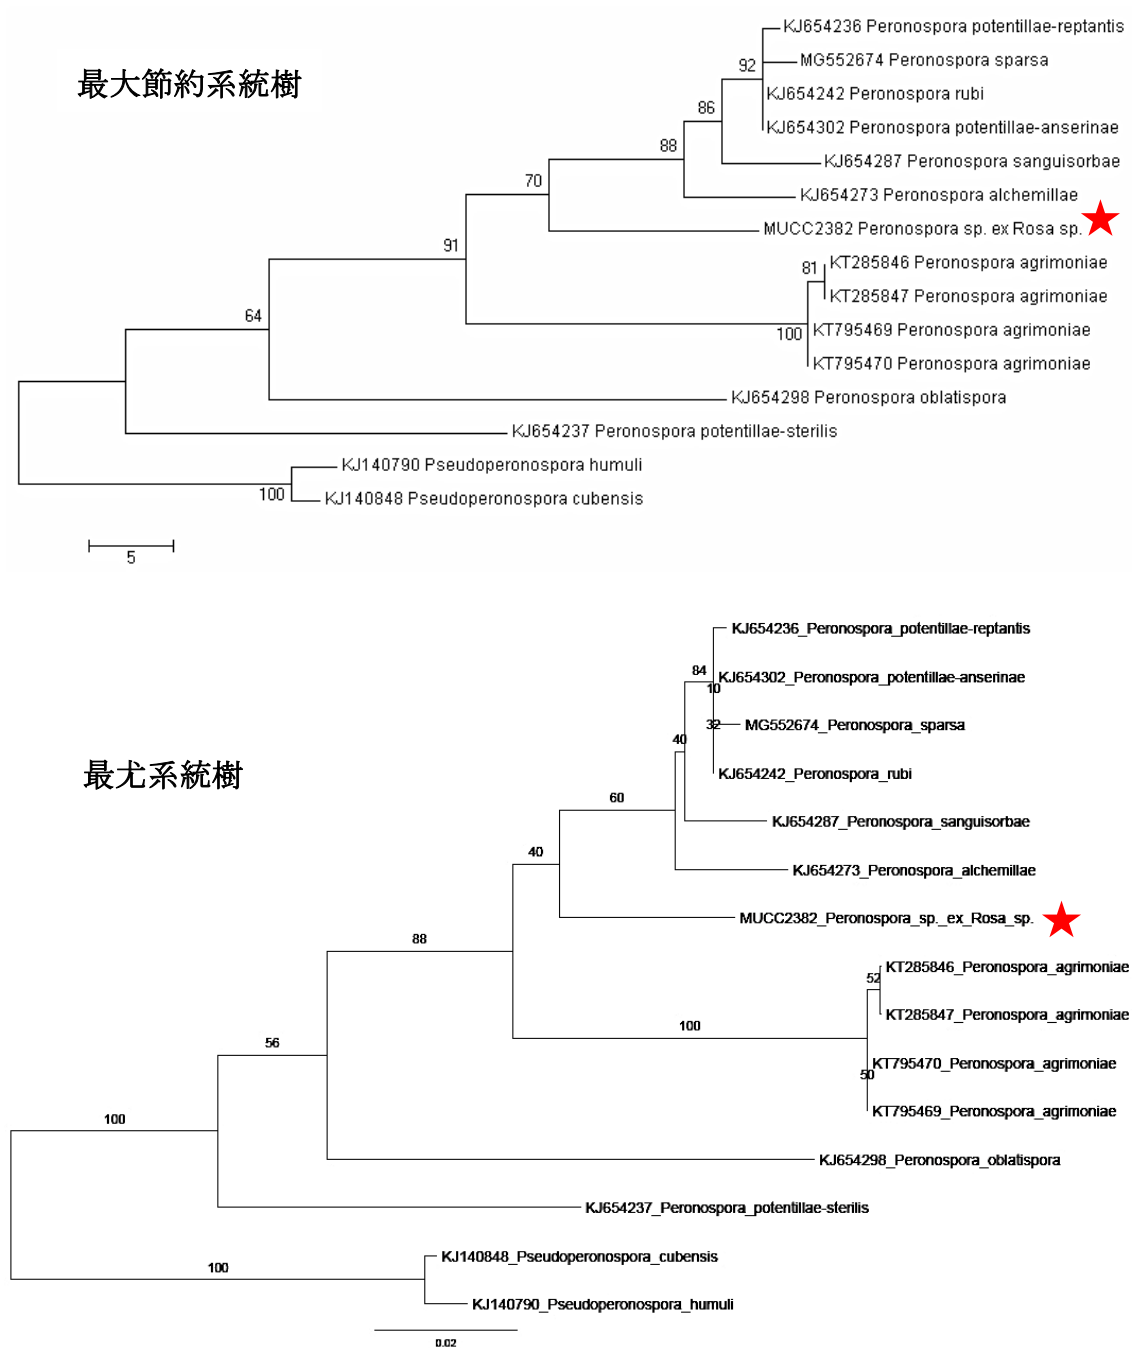 KJ654236 Peronospora potentillae-reptantis
最大節約系統樹
92
MG552674 Peronospora sparsa
KJ654242 Peronospora rubi
86
KJ654302 Peronospora potentillae-anserinae
88
KJ654287 Peronospora sanguisorbae
70
KJ654273 Peronospora alchemillae
MUCC2382 Peronospora sp. ex Rosa sp.
91
81
KT285846 Peronospora agrimoniae
KT285847 Peronospora agrimoniae
64
100
KT795469 Peronospora agrimoniae
KT795470 Peronospora agrimoniae
KJ654298 Peronospora oblatispora
KJ654237 Peronospora potentillae-sterilis
KJ140790 Pseudoperonospora humuli
100
KJ140848 Pseudoperonospora cubensis
5
KJ654236_Peronospora_potentillae-reptantis
84
KJ654302_Peronospora_potentillae-anserinae
10
32
MG552674_Peronospora_sparsa
40
最尤系統樹
KJ654242_Peronospora_rubi
60
KJ654287_Peronospora_sanguisorbae
40
KJ654273_Peronospora_alchemillae
MUCC2382_Peronospora_sp._ex_Rosa_sp.
88
KT285846_Peronospora_agrimoniae
52
KT285847_Peronospora_agrimoniae
100
56
KT795470_Peronospora_agrimoniae
50
KT795469_Peronospora_agrimoniae
100
KJ654298_Peronospora_oblatispora
KJ654237_Peronospora_potentillae-sterilis
KJ140848_Pseudoperonospora_cubensis
100
KJ140790_Pseudoperonospora_humuli
0.02